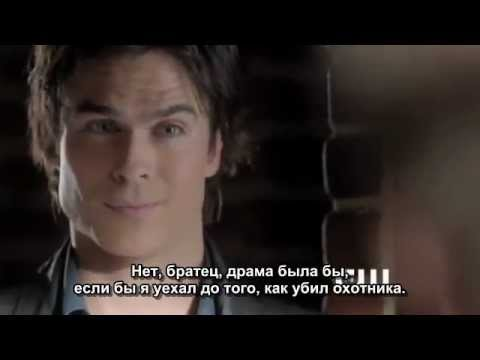 Нет, братец, драма была бы,
если бы я уехал до того, как убил охотника.